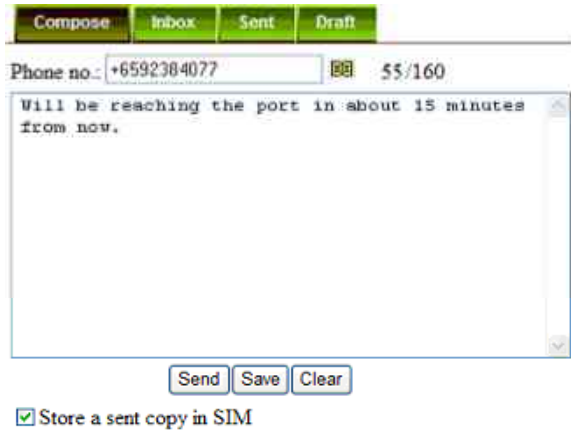 Compose Inbox Sent Draft
Phone no.: +6592384077 55/160
Will be reaching the port in about 15 minutes
from now.
Send Save Clear
Store a sent copy in SIM